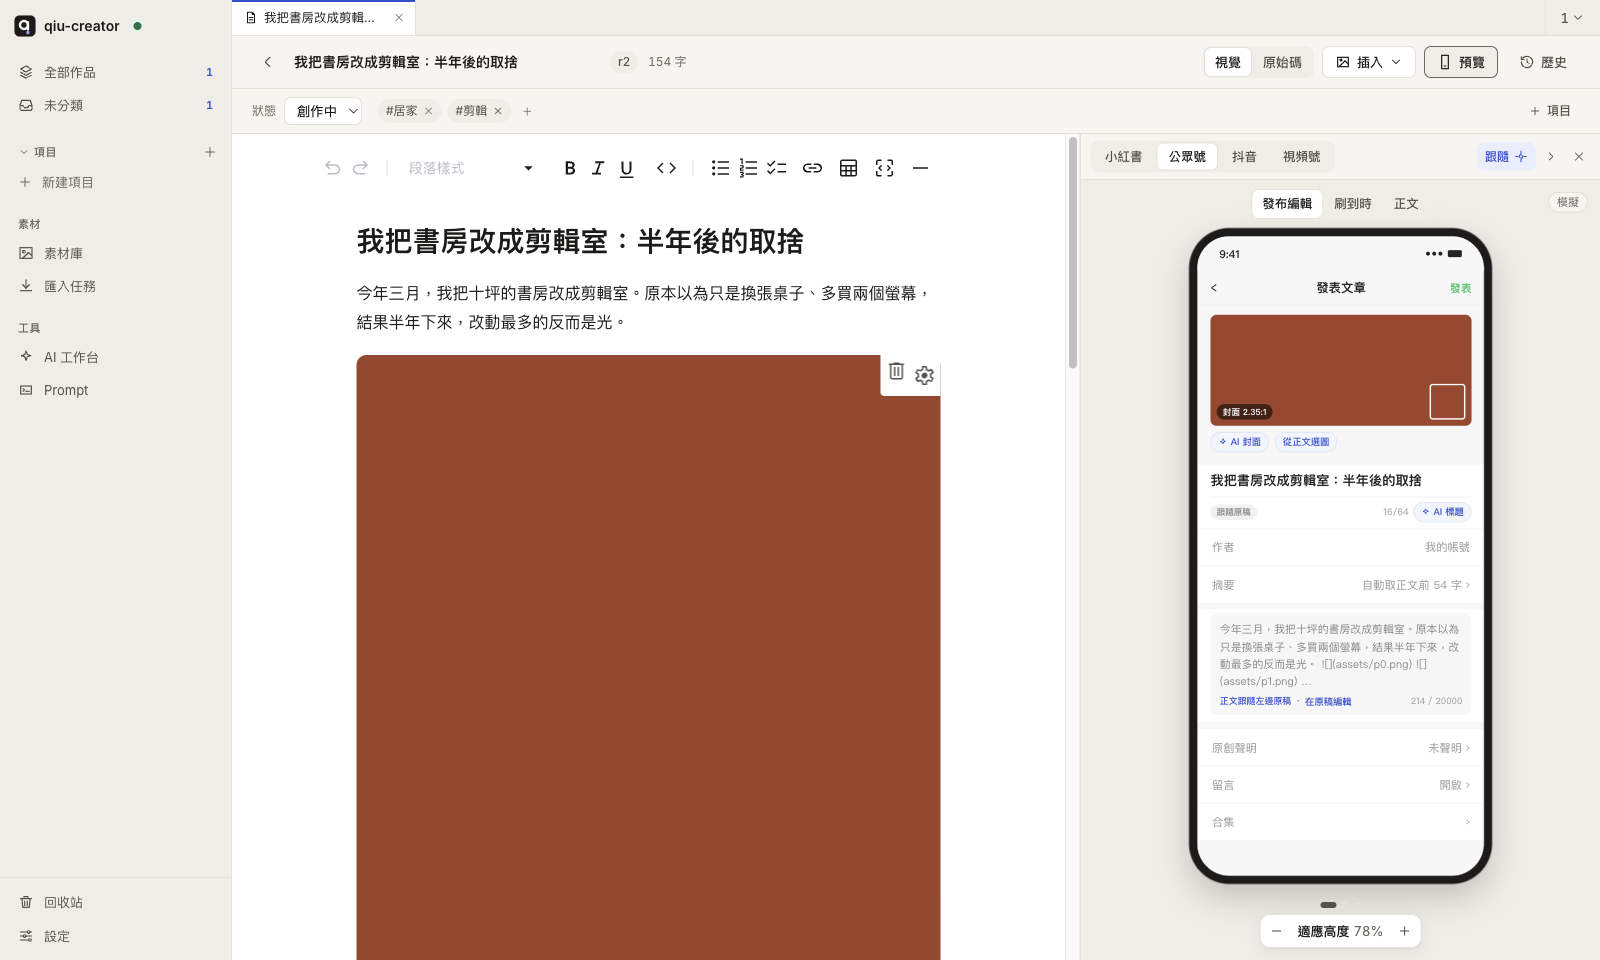 qiu-creator
全部作品 1
未分類 1
項目
新建項目
素材
素材庫
匯入任務
工具
AI 工作台
Prompt
回收站
設定
我把書房改成剪輯...
1
我把書房改成剪輯室：半年後的取捨
r2 154 字
視覺 原始碼 插入 預覽 歷史
狀態 創作中 #居家 #剪輯
項目
段落樣式
我把書房改成剪輯室：半年後的取捨
今年三月，我把十坪的書房改成剪輯室。原本以為只是換張桌子、多買兩個螢幕，
結果半年下來，改動最多的反而是光。
小紅書 公眾號 抖音 視頻號 跟隨
發布編輯 刷到時 正文 模擬
9:41
發表文章 發表
封面 2.35:1
AI 封面 從正文選圖
我把書房改成剪輯室：半年後的取捨
跟隨原稿 16/64 AI 標題
作者 我的帳號
摘要 自動取正文前 54 字
今年三月，我把十坪的書房改成剪輯室。原本以為
只是換張桌子、多買兩個螢幕，結果半年下來，改
動最多的反而是光。 ![](assets/p0.png) ![]
(assets/p1.png) ...
正文跟隨左邊原稿 · 在原稿編輯 214 / 20000
原創聲明 未聲明
留言 開啟
合集
適應高度 78%